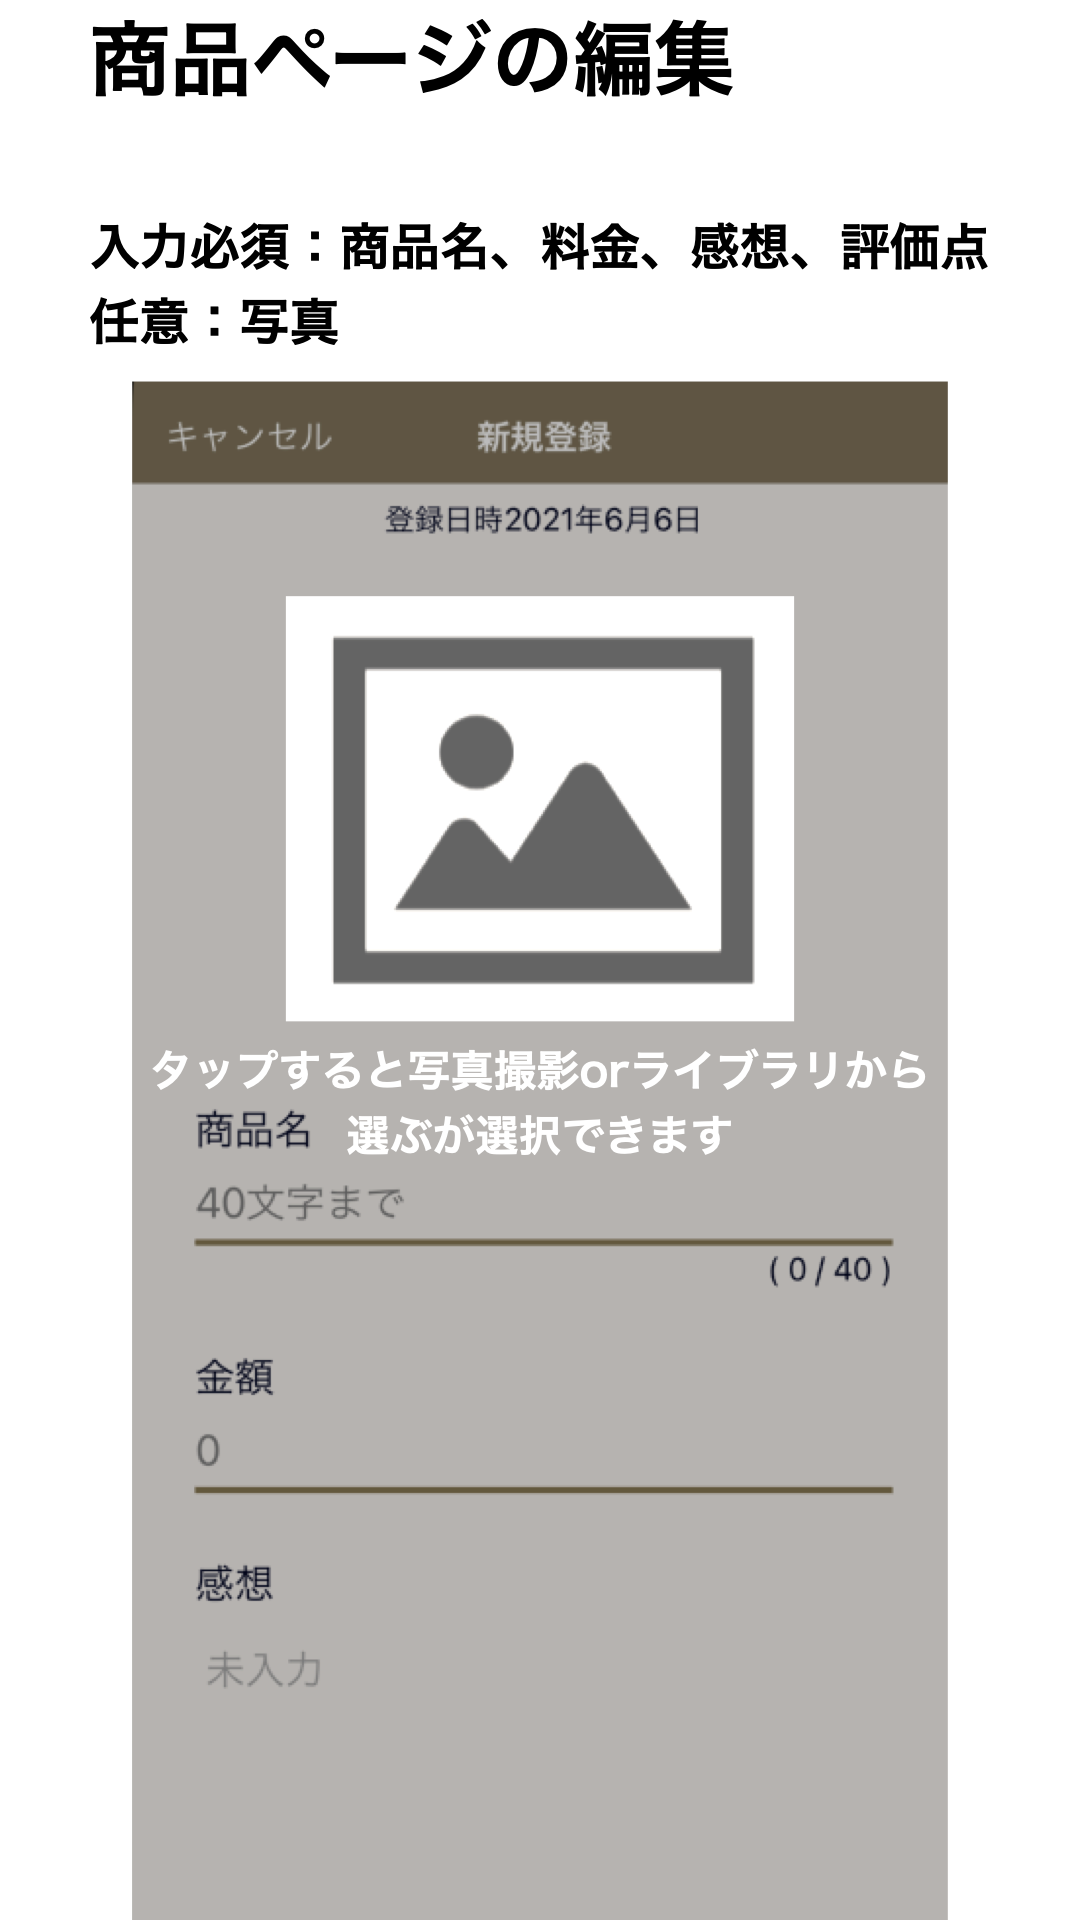 商品ページの編集
入力必須：商品名、料金、感想、評価点
任意：写真
キャンセル
新規登録
登録日時2021年6月6日
タップすると写真撮影orライブラリから
選ぶが選択できます
商品名
40文字まで
( 0 / 40 )
金額
0
感想
未入力